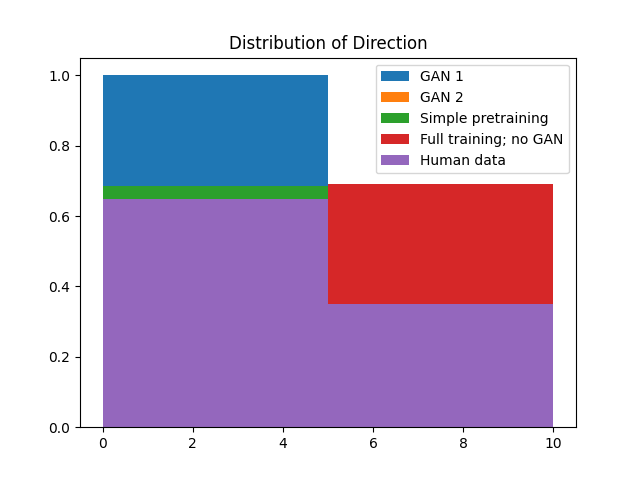 Distribution of Direction
1.0
0.8
0.6
0.4
0.2
0.0
GAN 1
GAN 2
Simple pretraining
Full training; no GAN
Human data
0 2 4 6 8 10